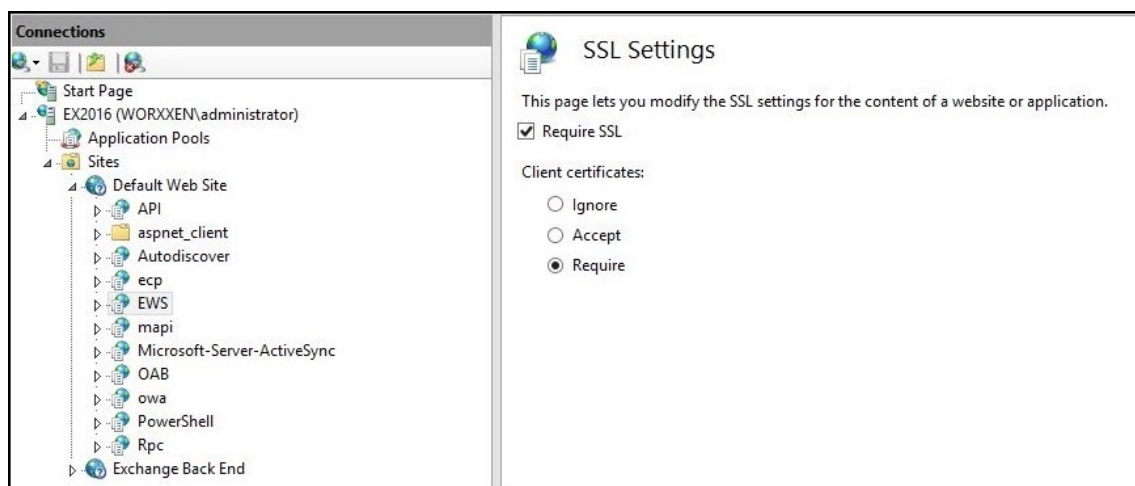 Connections
Start Page
EX2016 (WORXXEN\administrator)
Application Pools
Sites
Default Web Site
API
aspnet_client
Autodiscover
ecp
EWS
mapi
Microsoft-Server-ActiveSync
OAB
owa
PowerShell
Rpc
Exchange Back End
SSL Settings
This page lets you modify the SSL settings for the content of a website or application.
Require SSL
Client certificates:
Ignore
Accept
Require